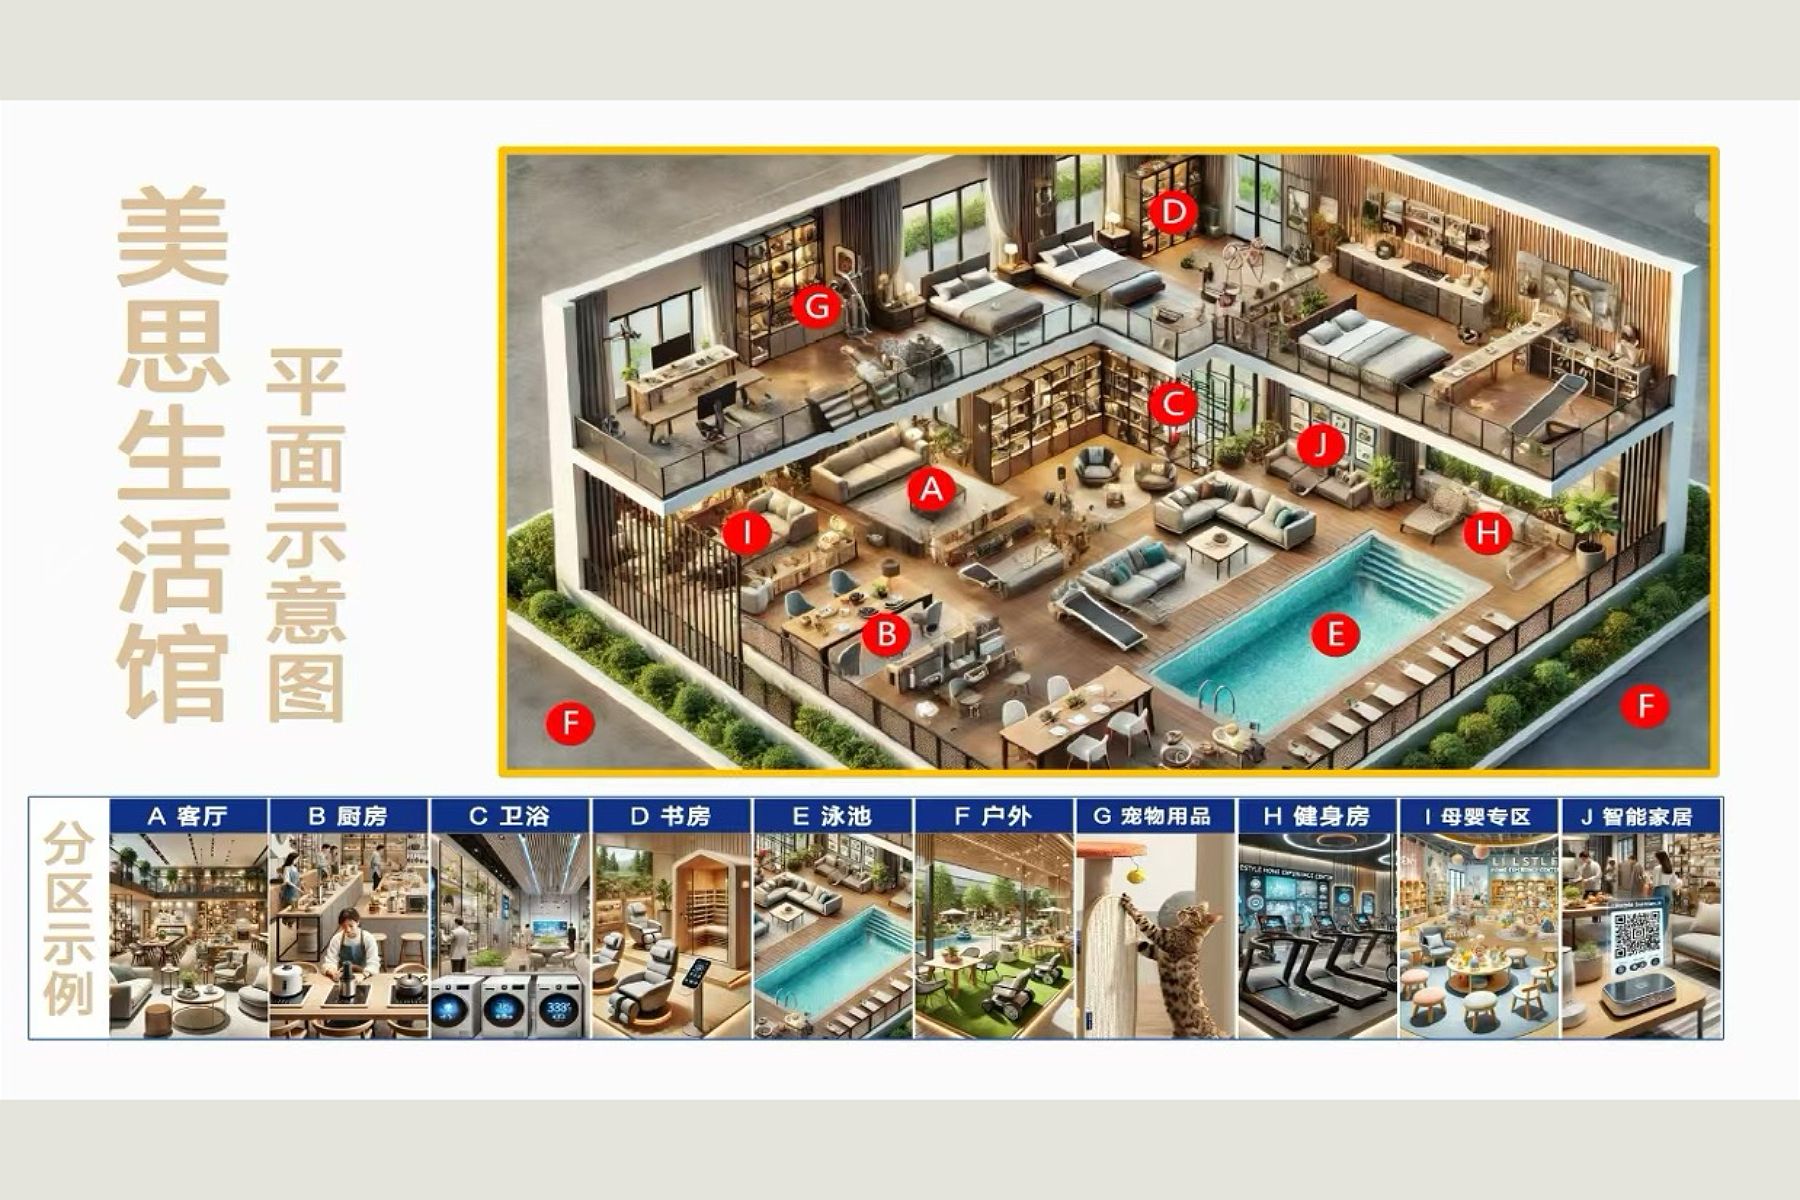 美思生活馆
平面示意图
D
G
C
J
A
I
H
B
E
F
F
分区示例
A 客厅
B 厨房
C 卫浴
D 书房
E 泳池
F 户外
G 宠物用品
H 健身房
I 母婴专区
J 智能家居